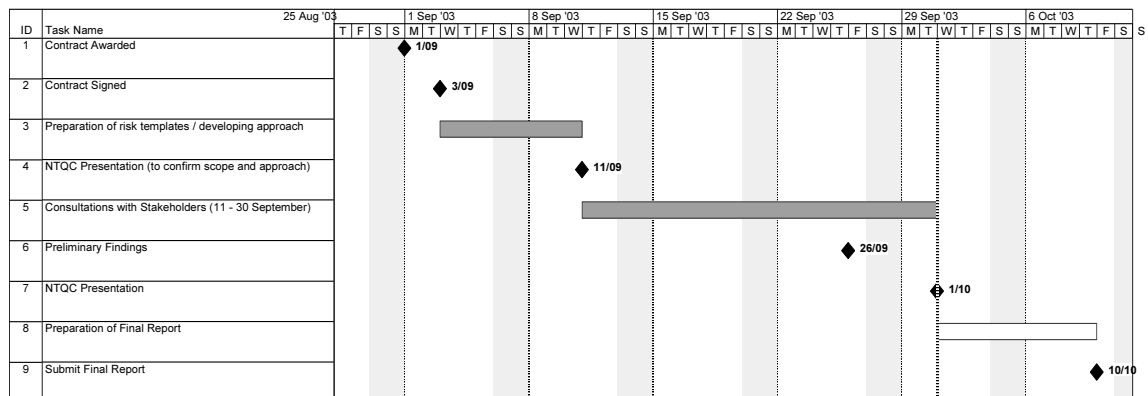 25 Aug '03 1 Sep '03 8 Sep '03 15 Sep '03 22 Sep '03 29 Sep '03 6 Oct '03
ID Task Name T F S S M T W T F S S M T W T F S S M T W T F S S M T W T F S S M T W T F S S M T W T F S S
1 Contract Awarded 1/09
2 Contract Signed 3/09
3 Preparation of risk templates / developing approach
4 NTQC Presentation (to confirm scope and approach) 11/09
5 Consultations with Stakeholders (11 - 30 September)
6 Preliminary Findings 26/09
7 NTQC Presentation 1/10
8 Preparation of Final Report
9 Submit Final Report 10/10